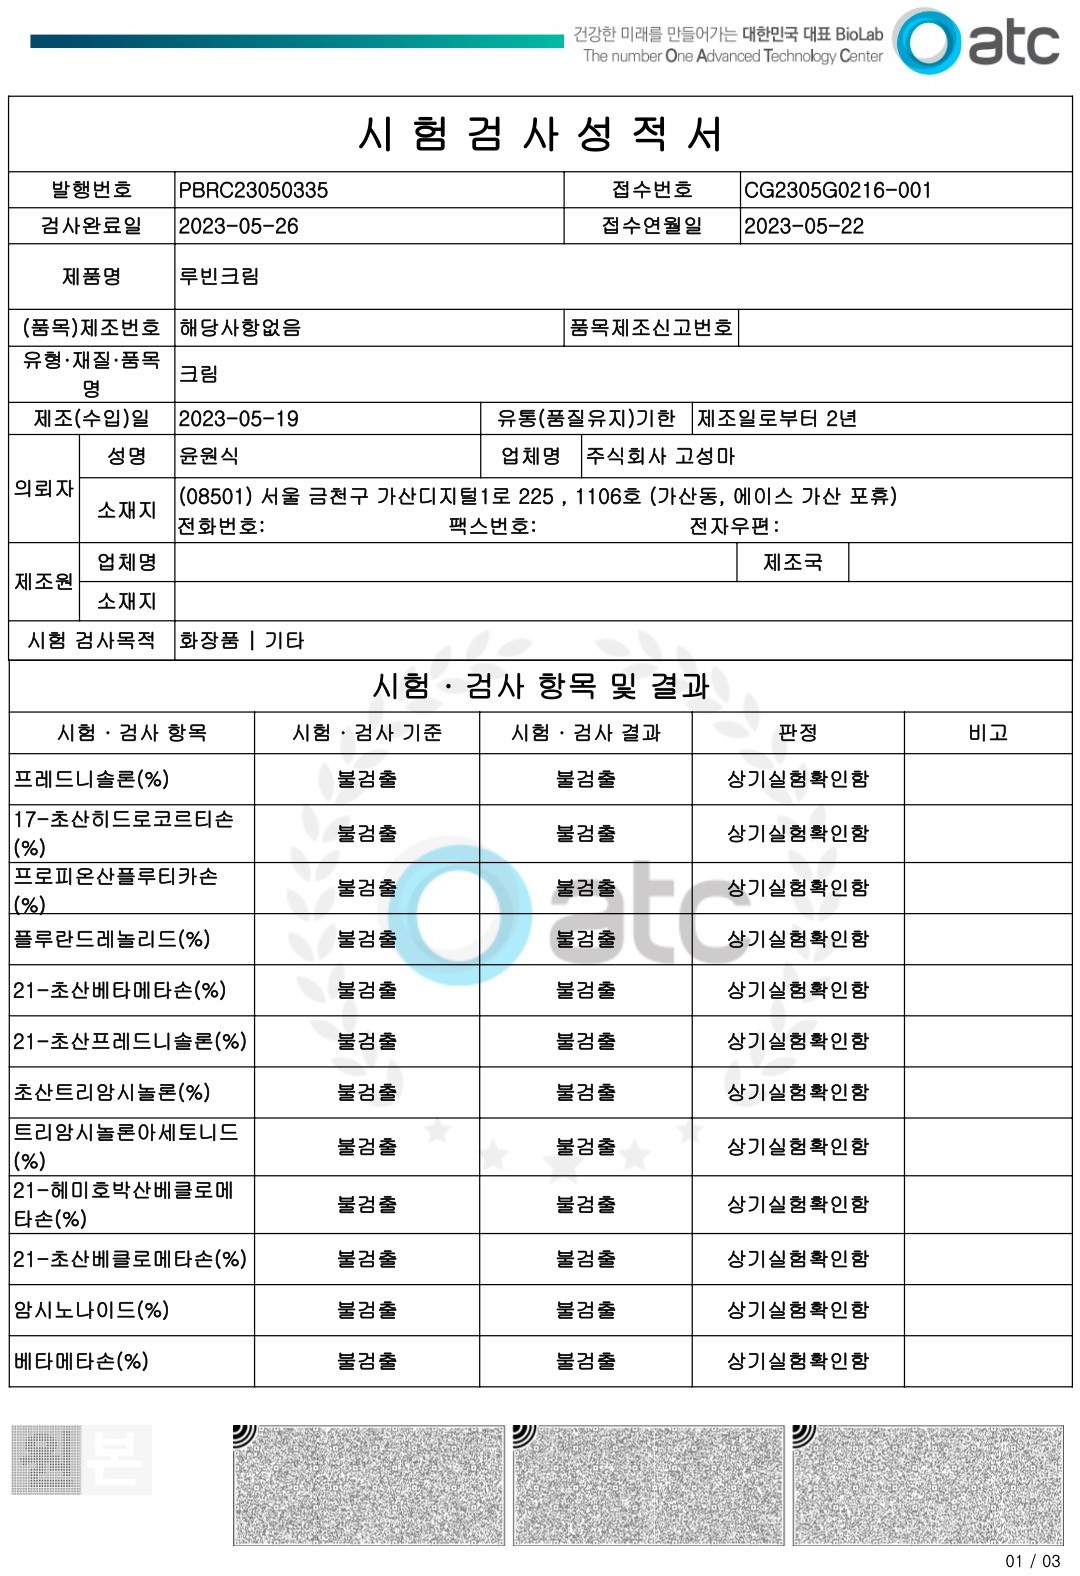 건강한 미래를 만들어가는 대한민국 대표 BioLab
The number One Advanced Technology Center
atc
시 험 검 사 성 적 서
발행번호 PBRC23050335 접수번호 CG2305G0216-001
검사완료일 2023-05-26 접수연월일 2023-05-22
제품명 루빈크림
(품목)제조번호 해당사항없음 품목제조신고번호
유형·재질·품목
명
크림
제조(수입)일 2023-05-19 유통(품질유지)기한 제조일로부터 2년
의뢰자 성명 윤원식 업체명 주식회사 고성마
소재지 (08501) 서울 금천구 가산디지털1로 225 , 1106호 (가산동, 에이스 가산 포휴)
전화번호: 팩스번호: 전자우편:
제조원 업체명 제조국
소재지
시험 검사목적 화장품 | 기타
시험 · 검사 항목 및 결과
시험 · 검사 항목 시험 · 검사 기준 시험 · 검사 결과 판정 비고
프레드니솔론(%) 불검출 불검출 상기실험확인함
17-초산히드로코르티손
(%)
불검출 불검출 상기실험확인함
프로피온산플루티카손
(%)
불검출 불검출 상기실험확인함
플루란드레놀리드(%) 불검출 불검출 상기실험확인함
21-초산베타메타손(%) 불검출 불검출 상기실험확인함
21-초산프레드니솔론(%) 불검출 불검출 상기실험확인함
초산트리암시놀론(%) 불검출 불검출 상기실험확인함
트리암시놀론아세토니드
(%)
불검출 불검출 상기실험확인함
21-헤미호박산베클로메
타손(%)
불검출 불검출 상기실험확인함
21-초산베클로메타손(%) 불검출 불검출 상기실험확인함
암시노나이드(%) 불검출 불검출 상기실험확인함
베타메타손(%) 불검출 불검출 상기실험확인함
atc
원본
01 / 03